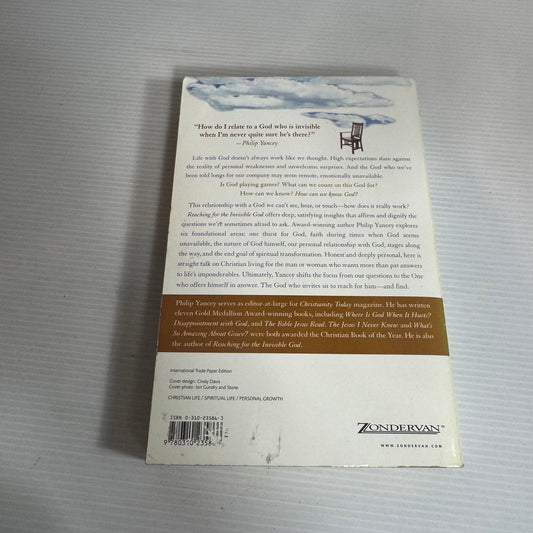 “How do I relate to a God who is invisible
when I'm never quite sure he's there?”
—Philip Yancey
Life with God doesn't always work like we thought. High expectations slam against
the reality of personal weaknesses and unwelcome surprises. And the God who we've
been told longs for our company may seem remote, emotionally unavailable.
Is God playing games? What can we count on this God for?
How can we know? How can we know God?
This relationship with a God we can't see, hear, or touch—how does it really work?
Reaching for the Invisible God offers deep, satisfying insights that affirm and dignify the
questions we're sometimes afraid to ask. Award-winning author Philip Yancey explores
six foundational areas: our thirst for God, faith during times when God seems
unavailable, the nature of God himself, our personal relationship with God, stages along
the way, and the end goal of spiritual transformation. Honest and deeply personal, here is
straight talk on Christian living for the man or woman who wants more than pat answers
to life's imponderables. Ultimately, Yancey shifts the focus from our questions to the One
who offers himself in answer. The God who invites us to reach for him—and find.
Philip Yancey serves as editor-at-large for Christianity Today magazine. He has written
eleven Gold Medallion Award-winning books, including Where Is God When It Hurts?
Disappointment with God, and The Bible Jesus Read. The Jesus I Never Knew and What's
So Amazing About Grace? were both awarded the Christian Book of the Year. He is also
the author of Reaching for the Invisible God.
International Trade Paper Edition
Cover design: Cindy Davis
Cover photo: Jon Gundry and Stone
CHRISTIAN LIFE / SPIRITUAL LIFE / PERSONAL GROWTH
ISBN 0-310-23586-3
9 780310 2358
ZONDERVAN™
WWW.ZONDERVAN.COM